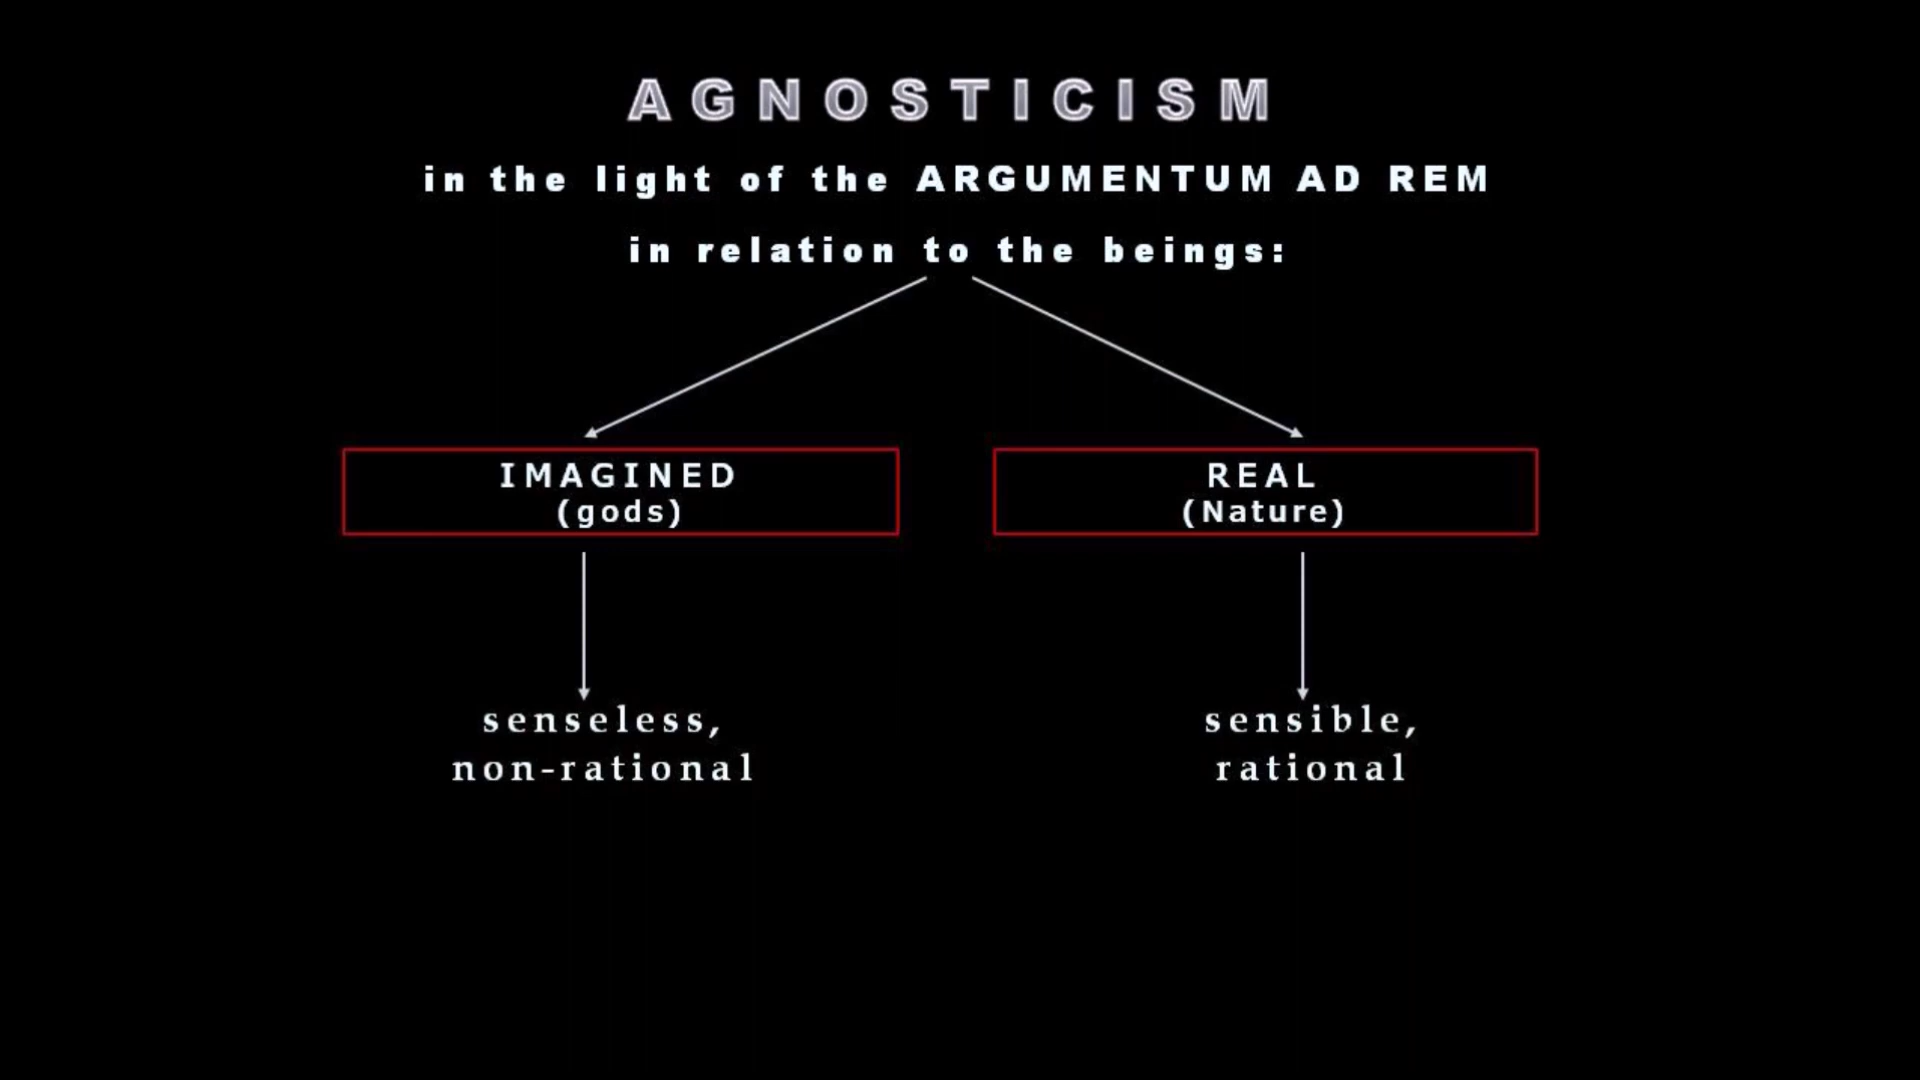 AGNOSTICISM
in the light of the ARGUMENTUM AD REM
in relation to the beings:
IMAGINED
(gods)
REAL
(Nature)
senseless,
non-rational
sensible,
rational